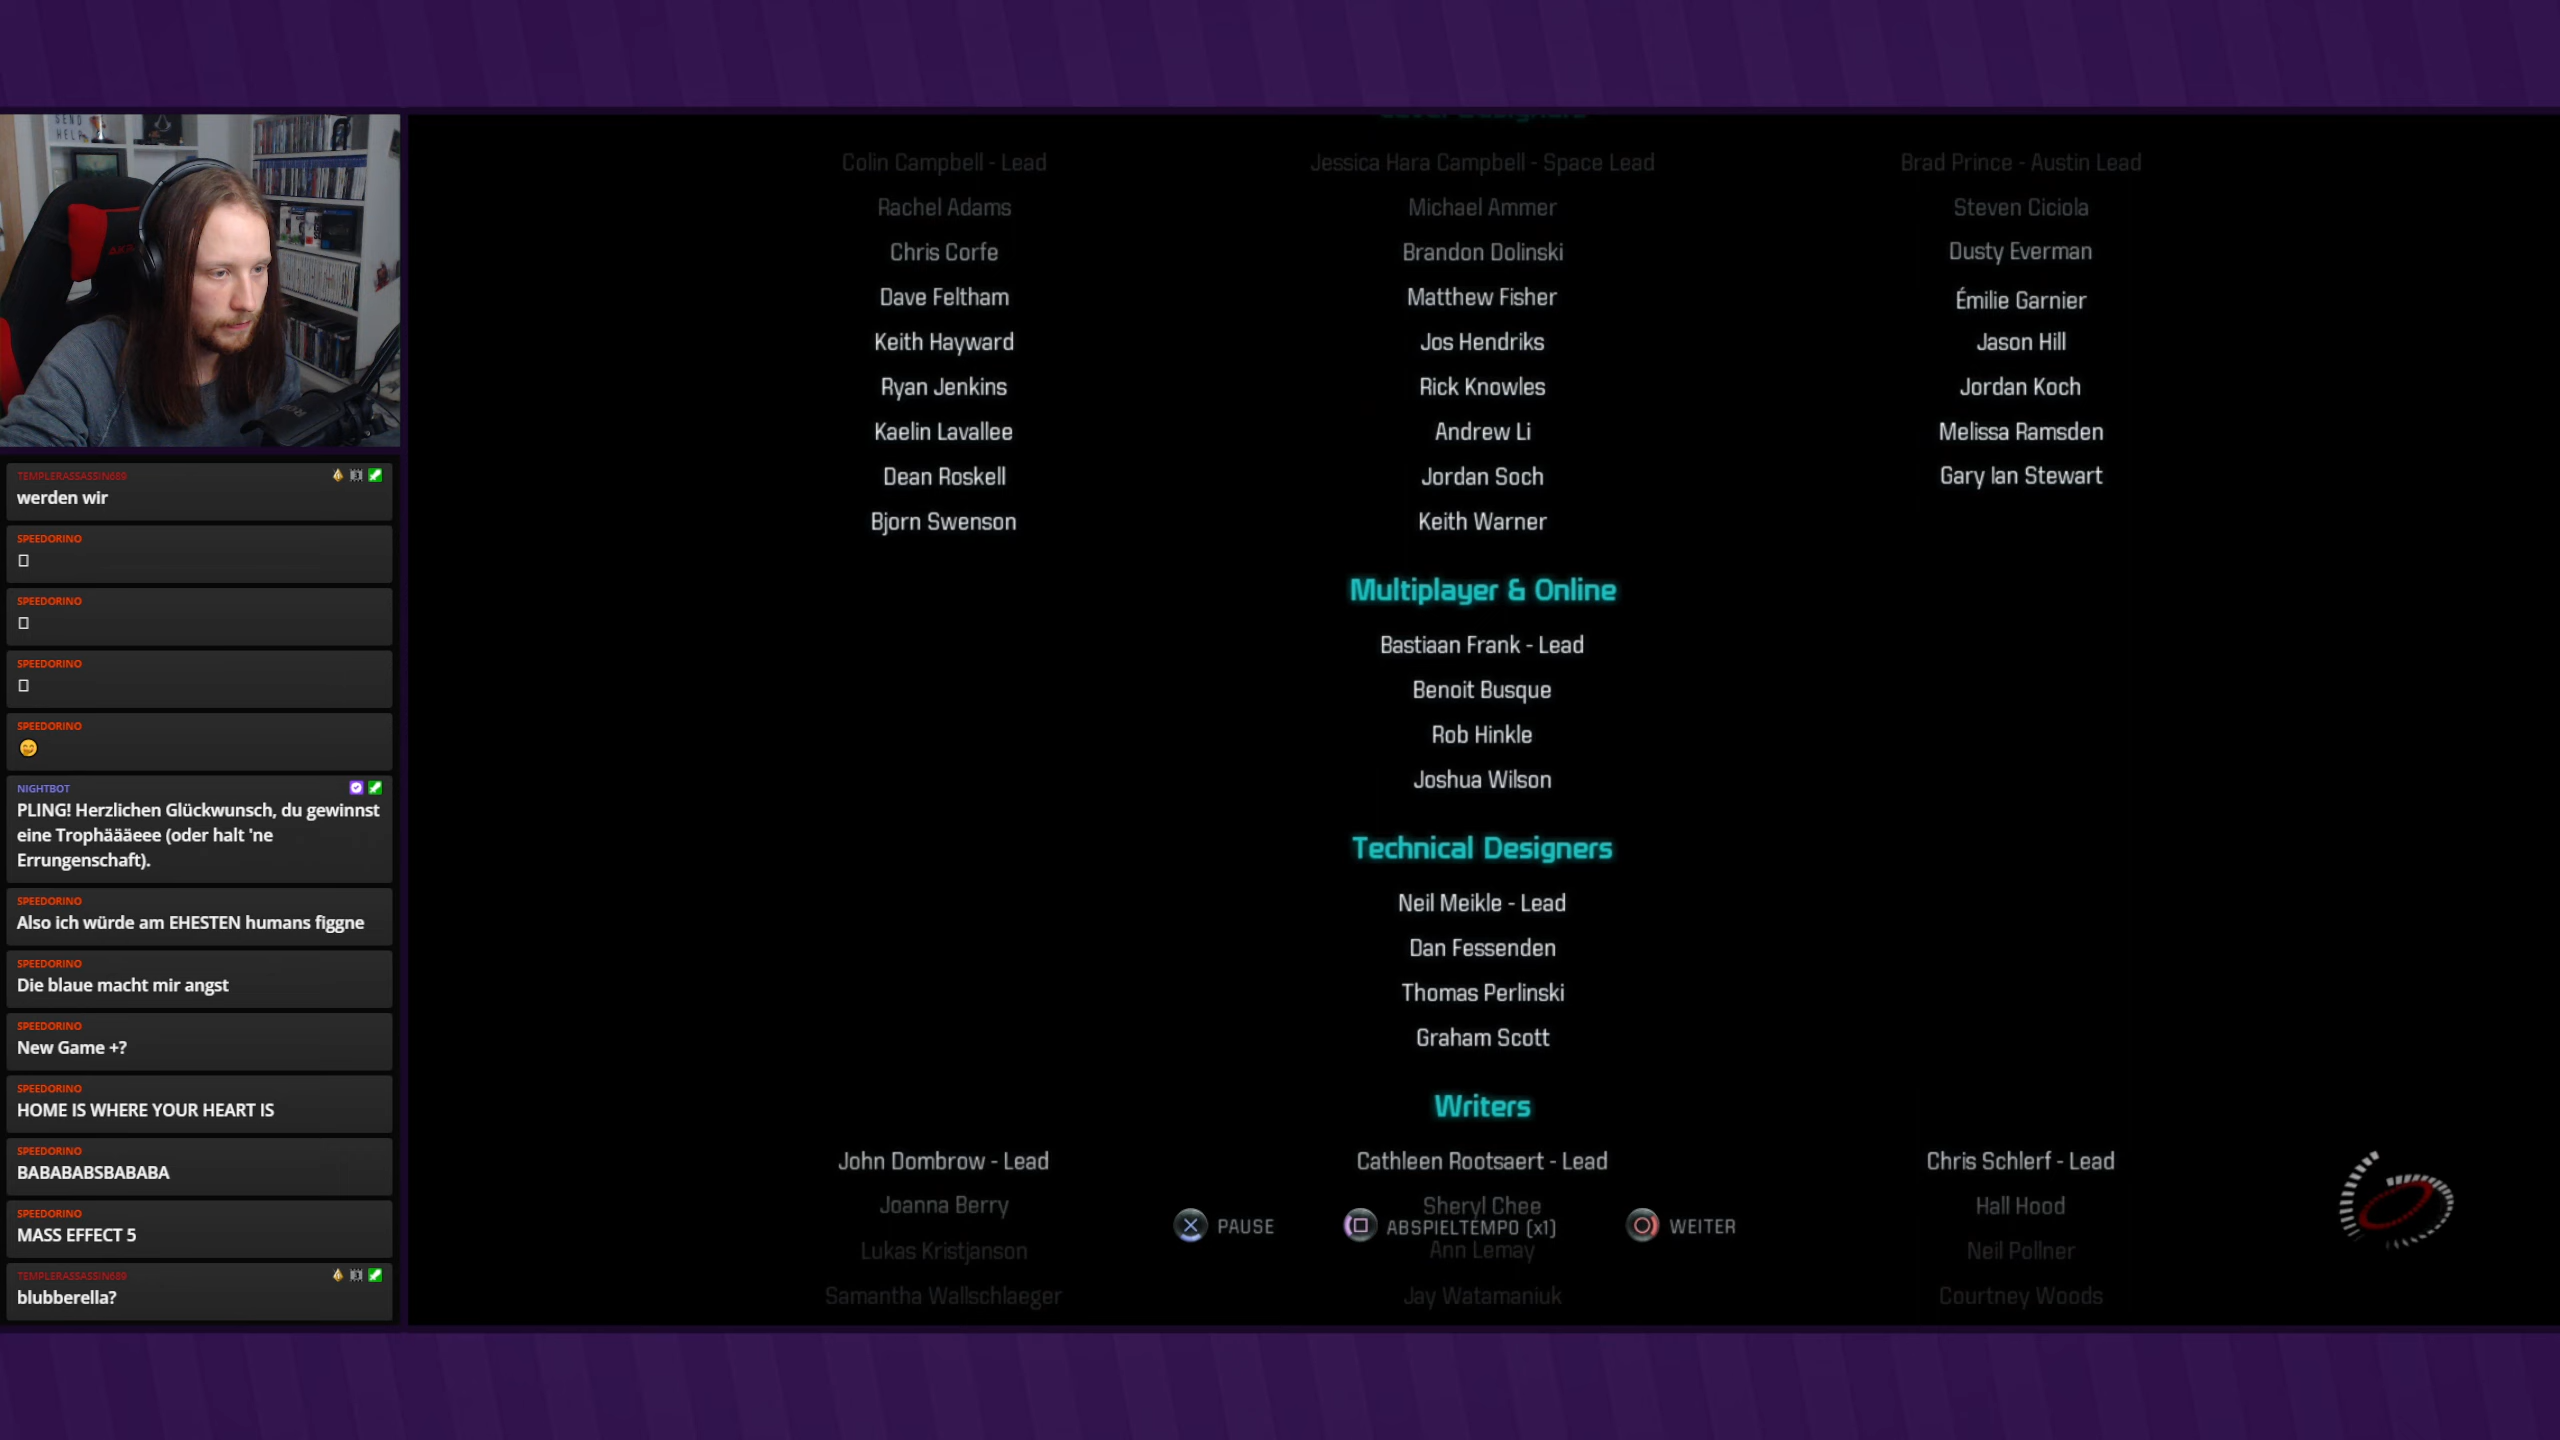 SEND
HELP
TEMPLERASSASSIN689
werden wir
SPEEDORINO
SPEEDORINO
SPEEDORINO
SPEEDORINO
😊
NIGHTBOT
PLING! Herzlichen Glückwunsch, du gewinnst
eine Trophäääeee (oder halt 'ne
Errungenschaft).
SPEEDORINO
Also ich würde am EHESTEN humans figgne
SPEEDORINO
Die blaue macht mir angst
SPEEDORINO
New Game +?
SPEEDORINO
HOME IS WHERE YOUR HEART IS
SPEEDORINO
BABABABSBABABA
SPEEDORINO
MASS EFFECT 5
TEMPLERASSASSIN689
blubberella?
Colin Campbell - Lead
Rachel Adams
Chris Corfe
Dave Feltham
Keith Hayward
Ryan Jenkins
Kaelin Lavallee
Dean Roskell
Bjorn Swenson
Jessica Hara Campbell - Space Lead
Michael Ammer
Brandon Dolinski
Matthew Fisher
Jos Hendriks
Rick Knowles
Andrew Li
Jordan Soch
Keith Warner
Brad Prince - Austin Lead
Steven Ciciola
Dusty Everman
Émilie Garnier
Jason Hill
Jordan Koch
Melissa Ramsden
Gary Ian Stewart
Multiplayer & Online
Bastiaan Frank - Lead
Benoit Busque
Rob Hinkle
Joshua Wilson
Technical Designers
Neil Meikle - Lead
Dan Fessenden
Thomas Perlinski
Graham Scott
Writers
John Dombrow - Lead
Joanna Berry
Lukas Kristjanson
Samantha Wallschlaeger
Cathleen Rootsaert - Lead
Sheryl Chee
Ann Lemay
Jay Watamaniuk
Chris Schlerf - Lead
Hall Hood
Neil Pollner
Courtney Woods
PAUSE
ABSPIELTEMPO (x1)
WEITER